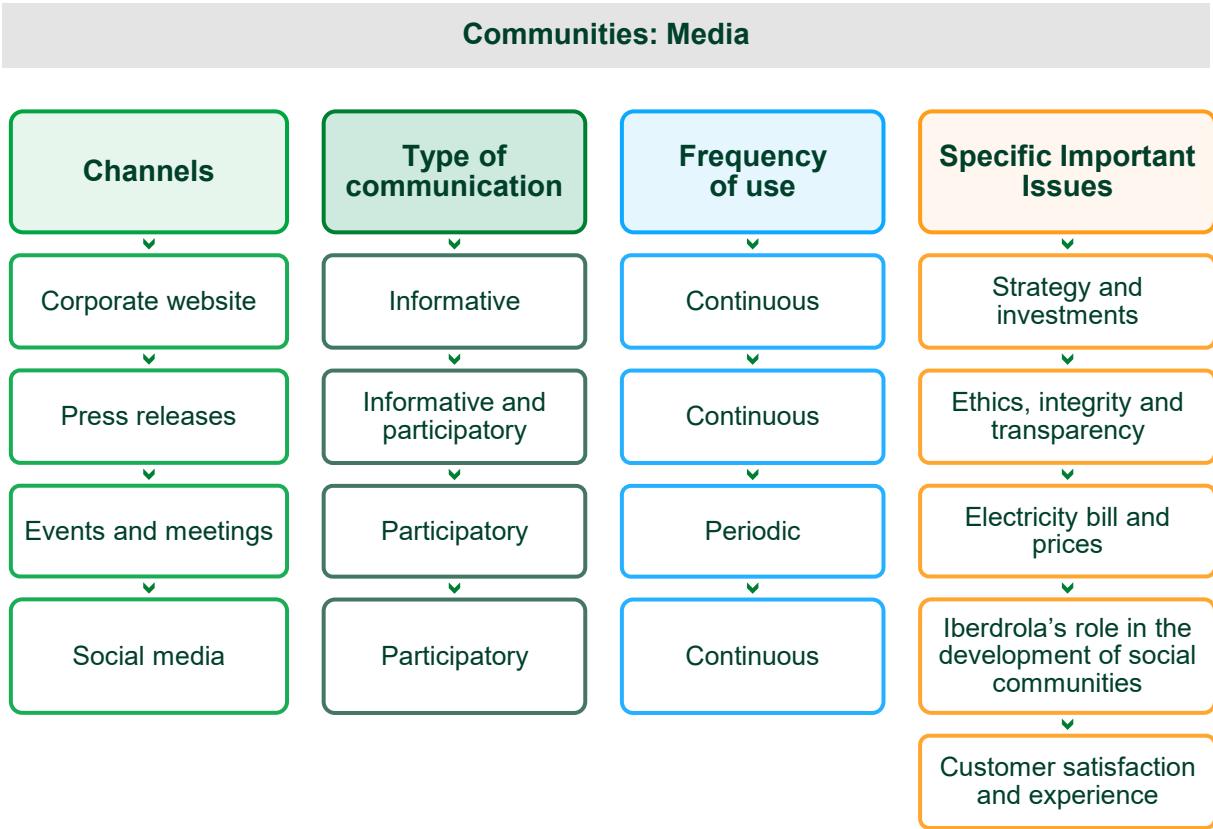 Communities: Media
Channels
Type of
communication
Frequency
of use
Specific Important
Issues
Corporate website
Informative
Continuous
Strategy and
investments
Press releases
Informative and
participatory
Continuous
Ethics, integrity and
transparency
Events and meetings
Participatory
Periodic
Electricity bill and
prices
Social media
Participatory
Continuous
Iberdrola’s role in the
development of social
communities
Customer satisfaction
and experience